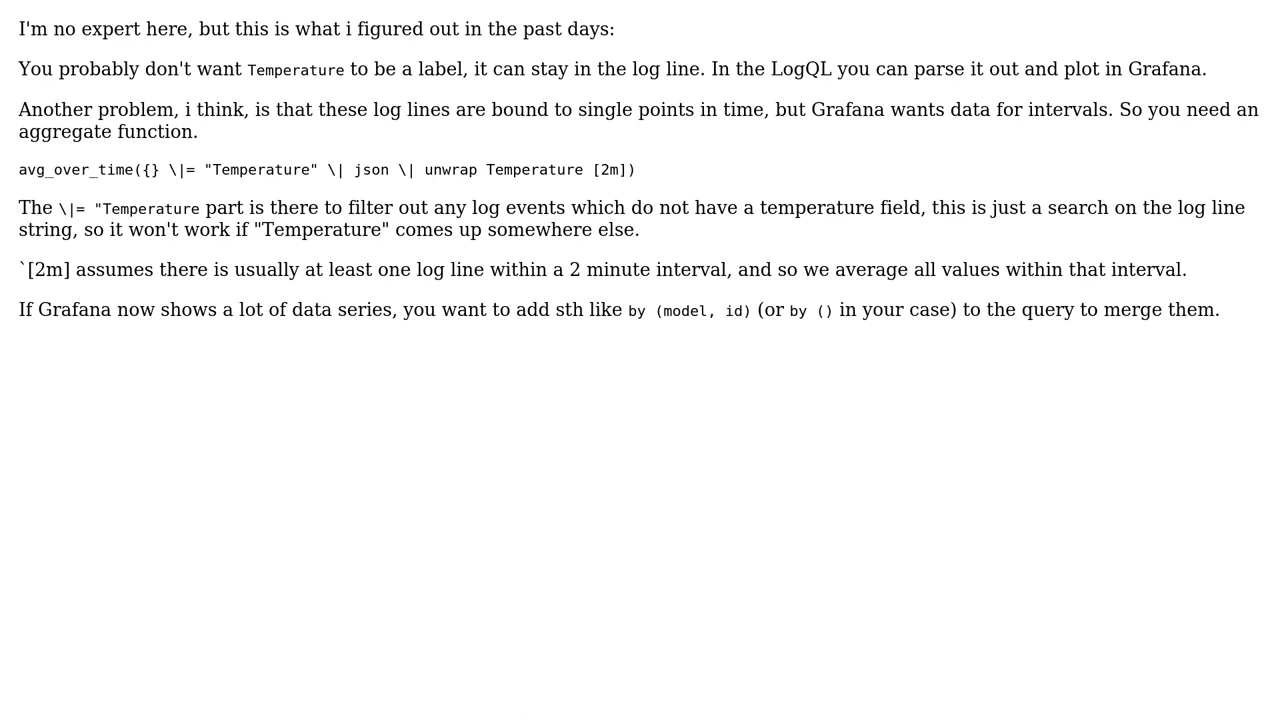 I'm no expert here, but this is what i figured out in the past days:
You probably don't want Temperature to be a label, it can stay in the log line. In the LogQL you can parse it out and plot in Grafana.
Another problem, i think, is that these log lines are bound to single points in time, but Grafana wants data for intervals. So you need an
aggregate function.
avg_over_time({} \|= "Temperature" \| json \| unwrap Temperature [2m])
The \|= "Temperature part is there to filter out any log events which do not have a temperature field, this is just a search on the log line
string, so it won't work if "Temperature" comes up somewhere else.
`[2m] assumes there is usually at least one log line within a 2 minute interval, and so we average all values within that interval.
If Grafana now shows a lot of data series, you want to add sth like by (model, id) (or by () in your case) to the query to merge them.